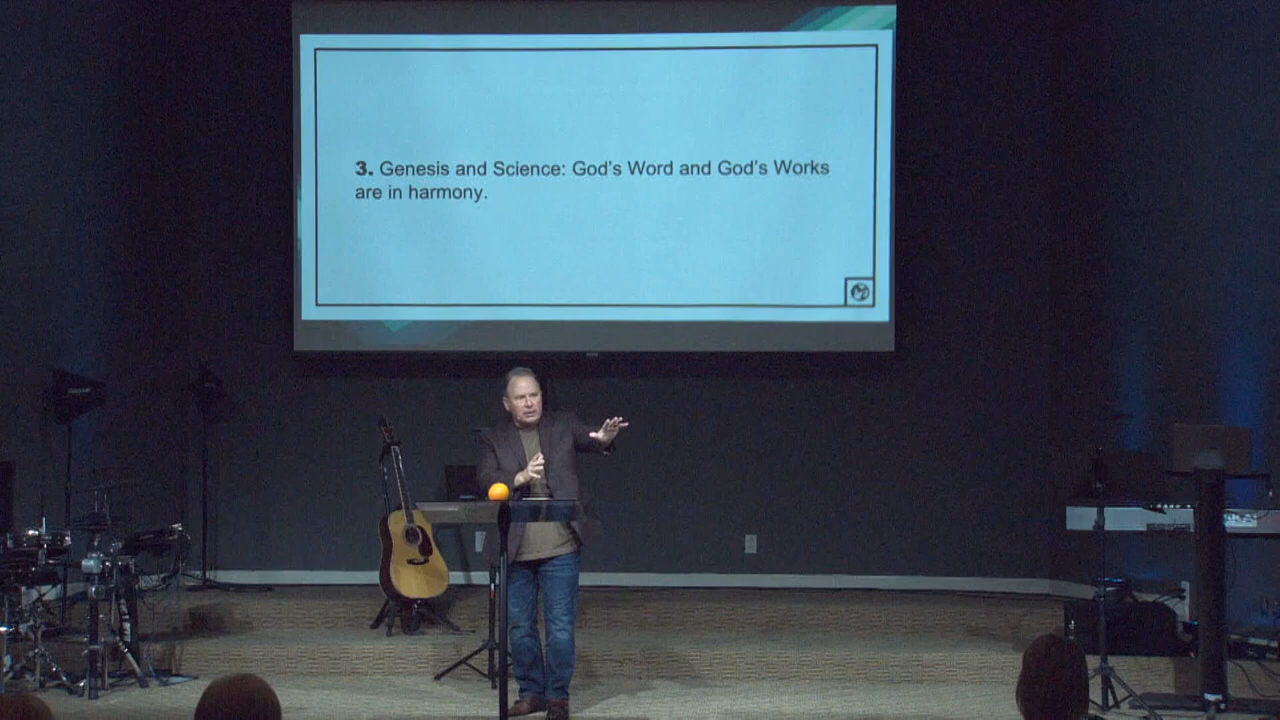 3. Genesis and Science: God's Word and God's Works
are in harmony.